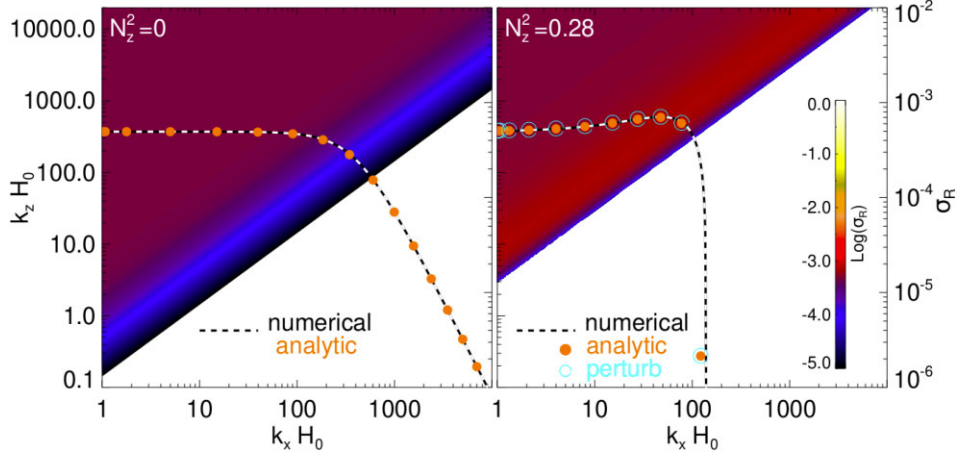 N_z^2=0
N_z^2=0.28
10000.0
1000.0
100.0
10.0
1.0
0.1
k_z H_0
numerical
analytic
numerical
analytic
perturb
0.0
-1.0
-2.0
-3.0
-4.0
-5.0
Log(σ_R)
10^-2
10^-3
10^-4
10^-5
10^-6
σ_R
1 10 100 1000
1 10 100 1000
k_x H_0
k_x H_0